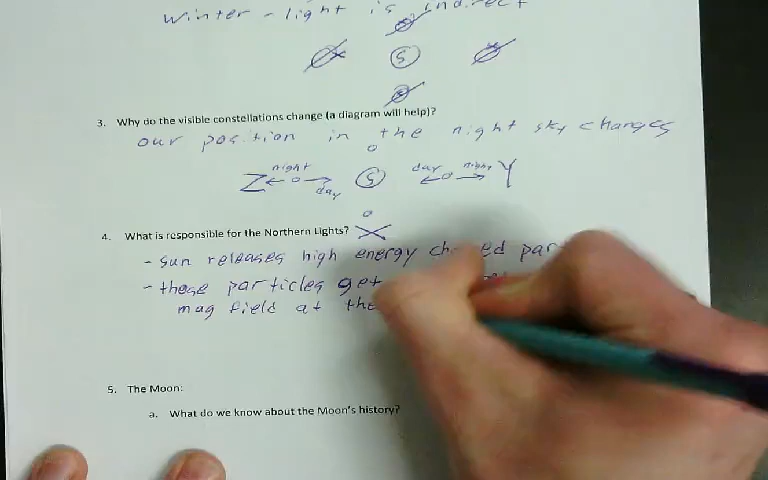 Winter - light is indirect
S
3. Why do the visible constellations change (a diagram will help)?
our position in the night sky changes
Z night day S day night Y
4. What is responsible for the Northern Lights?
- sun releases high energy par
- these particles get
mag field at the
5. The Moon:
a. What do we know about the Moon's history?